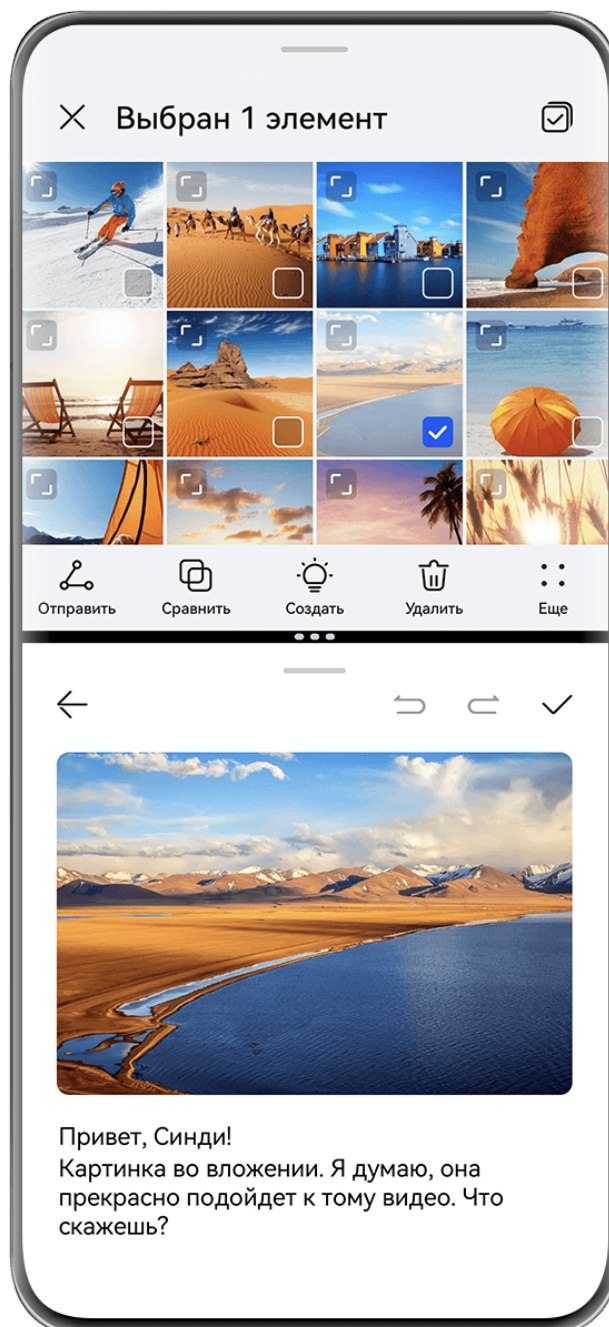 Выбран 1 элемент
Отправить Сравнить Создать Удалить Еще
Привет, Синди!
Картинка во вложении. Я думаю, она
прекрасно подойдет к тому видео. Что
скажешь?